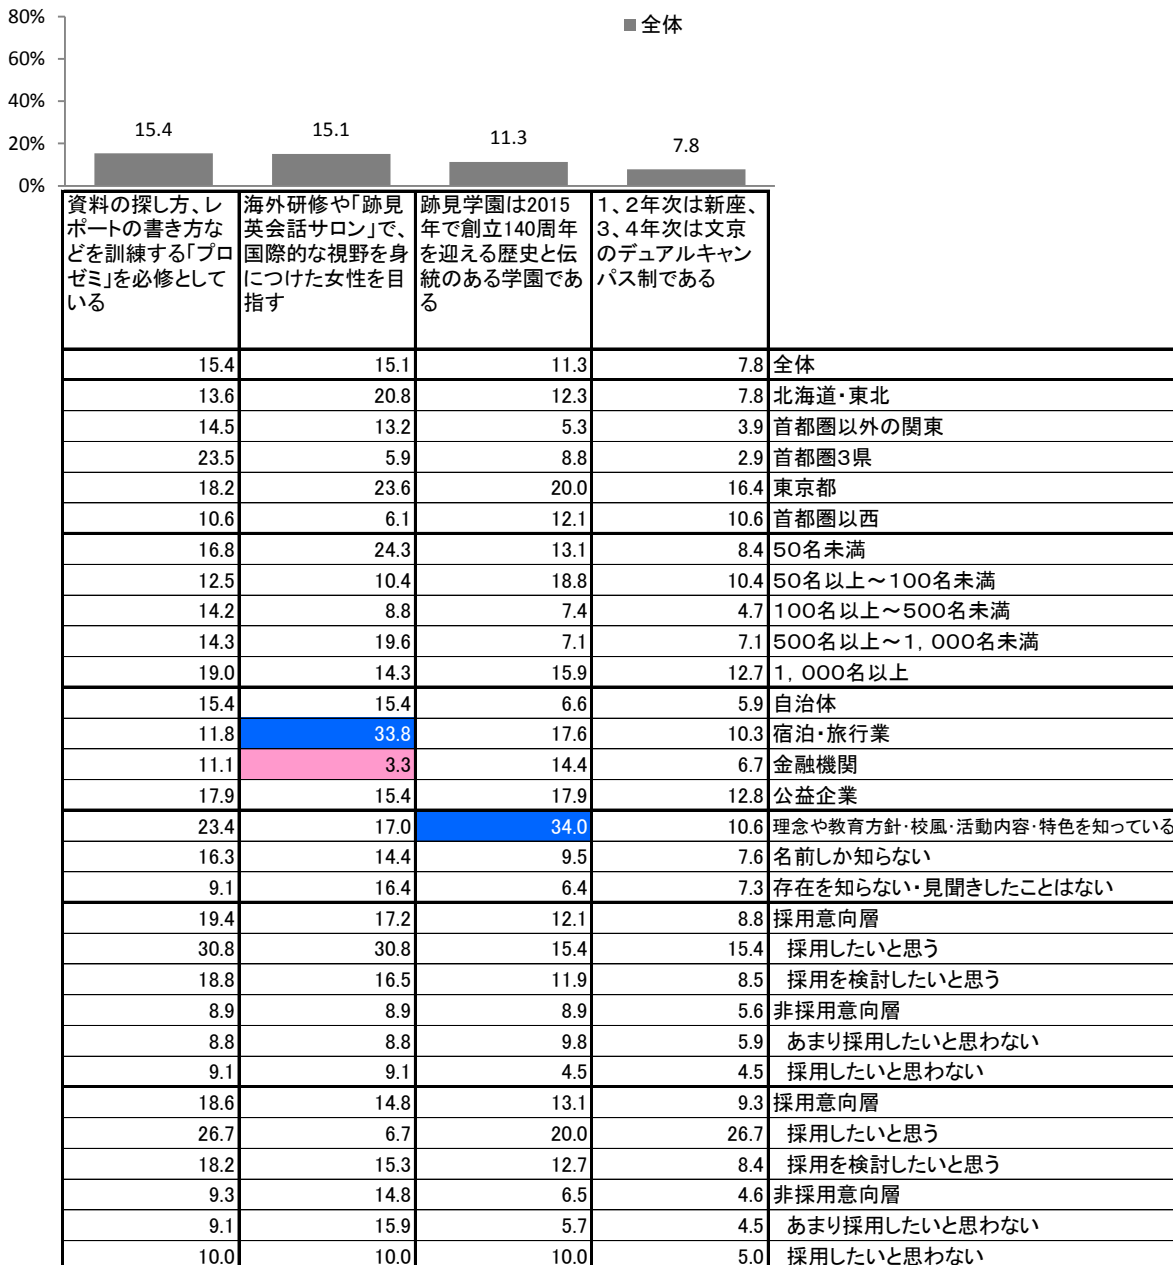 80%
■全体
60%
40%
20%
0%
15.4 15.1 11.3 7.8
資料の探し方、レ
ポートの書き方な
どを訓練する「プロ
ゼミ」を必修として
いる
海外研修や「跡見
英会話サロン」で、
国際的な視野を身
につけた女性を目
指す
跡見学園は2015
年で創立140周年
を迎える歴史と伝
統のある学園であ
る
1、2年次は新座、
3、4年次は文京
のデュアルキャン
パス制である
15.4 15.1 11.3 7.8 全体
13.6 20.8 12.3 7.8 北海道・東北
14.5 13.2 5.3 3.9 首都圏以外の関東
23.5 5.9 8.8 2.9 首都圏3県
18.2 23.6 20.0 16.4 東京都
10.6 6.1 12.1 10.6 首都圏以西
16.8 24.3 13.1 8.4 50名未満
12.5 10.4 18.8 10.4 50名以上～100名未満
14.2 8.8 7.4 4.7 100名以上～500名未満
14.3 19.6 7.1 7.1 500名以上～1，000名未満
19.0 14.3 15.9 12.7 1，000名以上
15.4 15.4 6.6 5.9 自治体
11.8 33.8 17.6 10.3 宿泊・旅行業
11.1 3.3 14.4 6.7 金融機関
17.9 15.4 17.9 12.8 公益企業
23.4 17.0 34.0 10.6 理念や教育方針・校風・活動内容・特色を知っている
16.3 14.4 9.5 7.6 名前しか知らない
9.1 16.4 6.4 7.3 存在を知らない・見聞きしたことはない
19.4 17.2 12.1 8.8 採用意向層
30.8 30.8 15.4 15.4 採用したいと思う
18.8 16.5 11.9 8.5 採用を検討したいと思う
8.9 8.9 8.9 5.6 非採用意向層
8.8 8.8 9.8 5.9 あまり採用したいと思わない
9.1 9.1 4.5 4.5 採用したいと思わない
18.6 14.8 13.1 9.3 採用意向層
26.7 6.7 20.0 26.7 採用したいと思う
18.2 15.3 12.7 8.4 採用を検討したいと思う
9.3 14.8 6.5 4.6 非採用意向層
9.1 15.9 5.7 4.5 あまり採用したいと思わない
10.0 10.0 10.0 5.0 採用したいと思わない